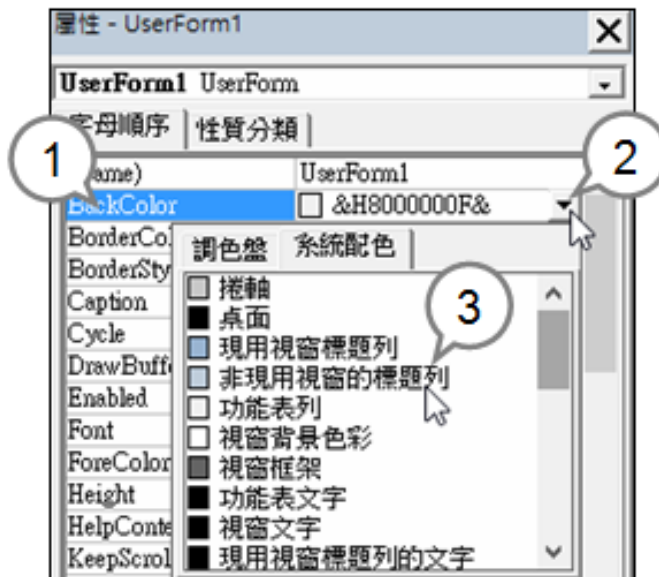 屬性 - UserForm1
UserForm1 UserForm
字母順序 性質分類
1
2
ame) UserForm1
BackColor &H8000000F&
BorderCo
BorderSty
調色盤 系統配色
Caption
捲軸
桌面
3
Cycle
現用視窗標題列
DrawBuff
非現用視窗的標題列
Enabled
功能表列
Font
視窗背景色彩
ForeColor
視窗框架
Height
功能表文字
HelpConte
視窗文字
KeepScrol
現用視窗標題列的文字